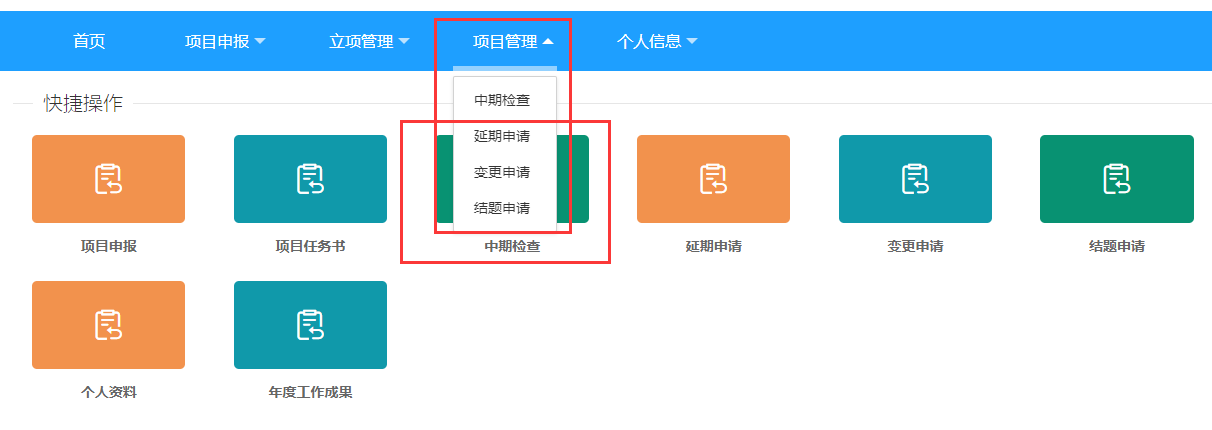 首页 项目申报 立项管理 项目管理 个人信息
中期检查
延期申请
变更申请
结题申请
快捷操作
项目申报 项目任务书 中期检查 延期申请 变更申请 结题申请
个人资料 年度工作成果